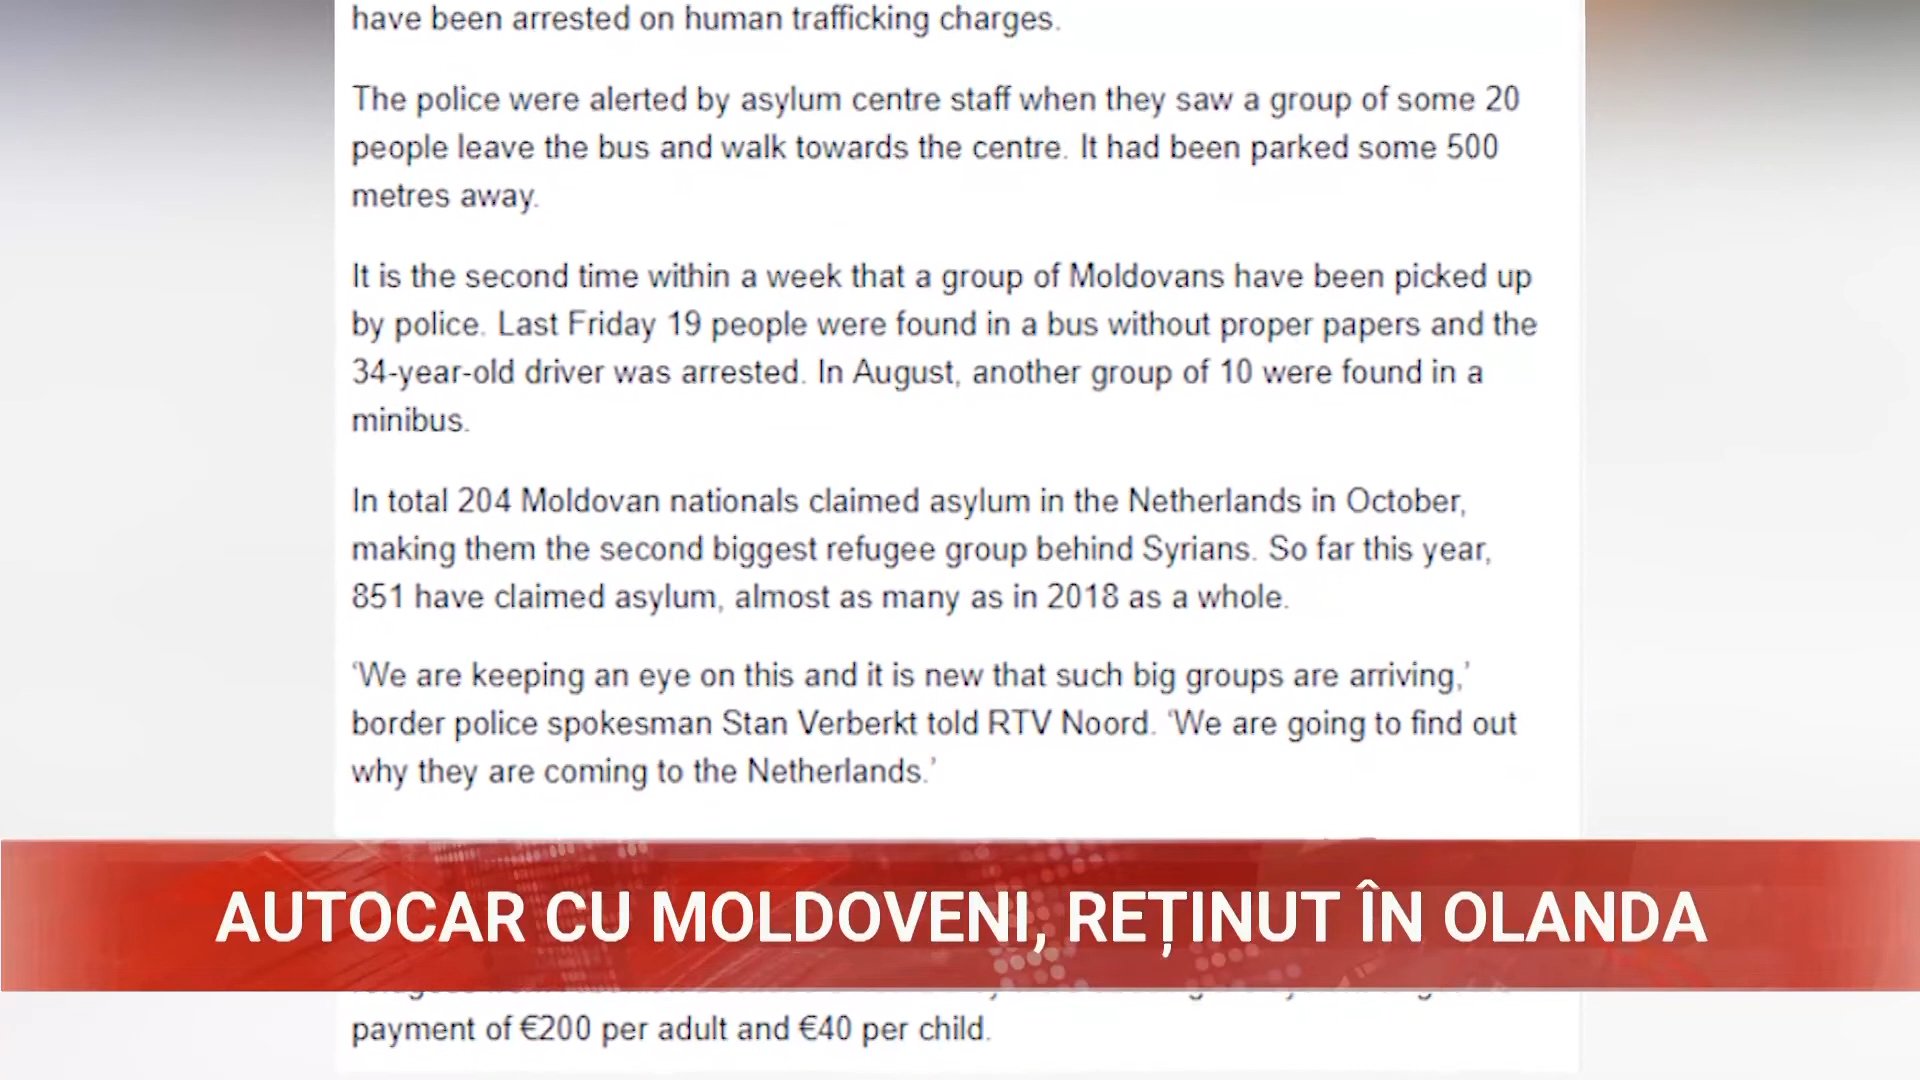 have been arrested on human trafficking charges.
The police were alerted by asylum centre staff when they saw a group of some 20
people leave the bus and walk towards the centre. It had been parked some 500
metres away.
It is the second time within a week that a group of Moldovans have been picked up
by police. Last Friday 19 people were found in a bus without proper papers and the
34-year-old driver was arrested. In August, another group of 10 were found in a
minibus.
In total 204 Moldovan nationals claimed asylum in the Netherlands in October,
making them the second biggest refugee group behind Syrians. So far this year,
851 have claimed asylum, almost as many as in 2018 as a whole.
‘We are keeping an eye on this and it is new that such big groups are arriving,’
border police spokesman Stan Verberkt told RTV Noord. ‘We are going to find out
why they are coming to the Netherlands.’
AUTOCAR CU MOLDOVENI, REȚINUT ÎN OLANDA
payment of €200 per adult and €40 per child.